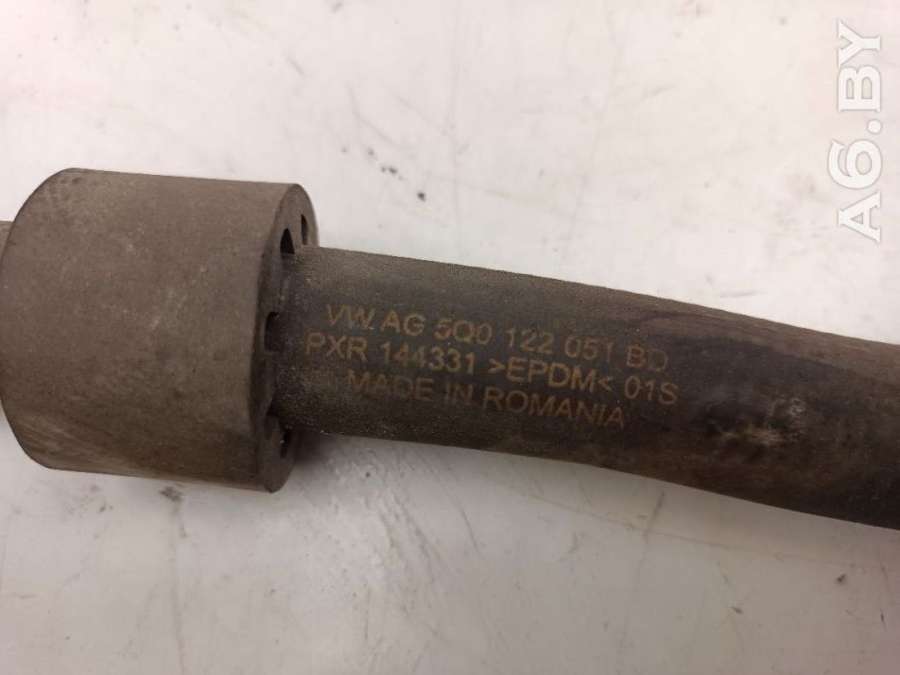 VW.AG 5Q0 122 051 BD
PXR 144331 >EPDM< 01S
MADE IN ROMANIA
A6.BY